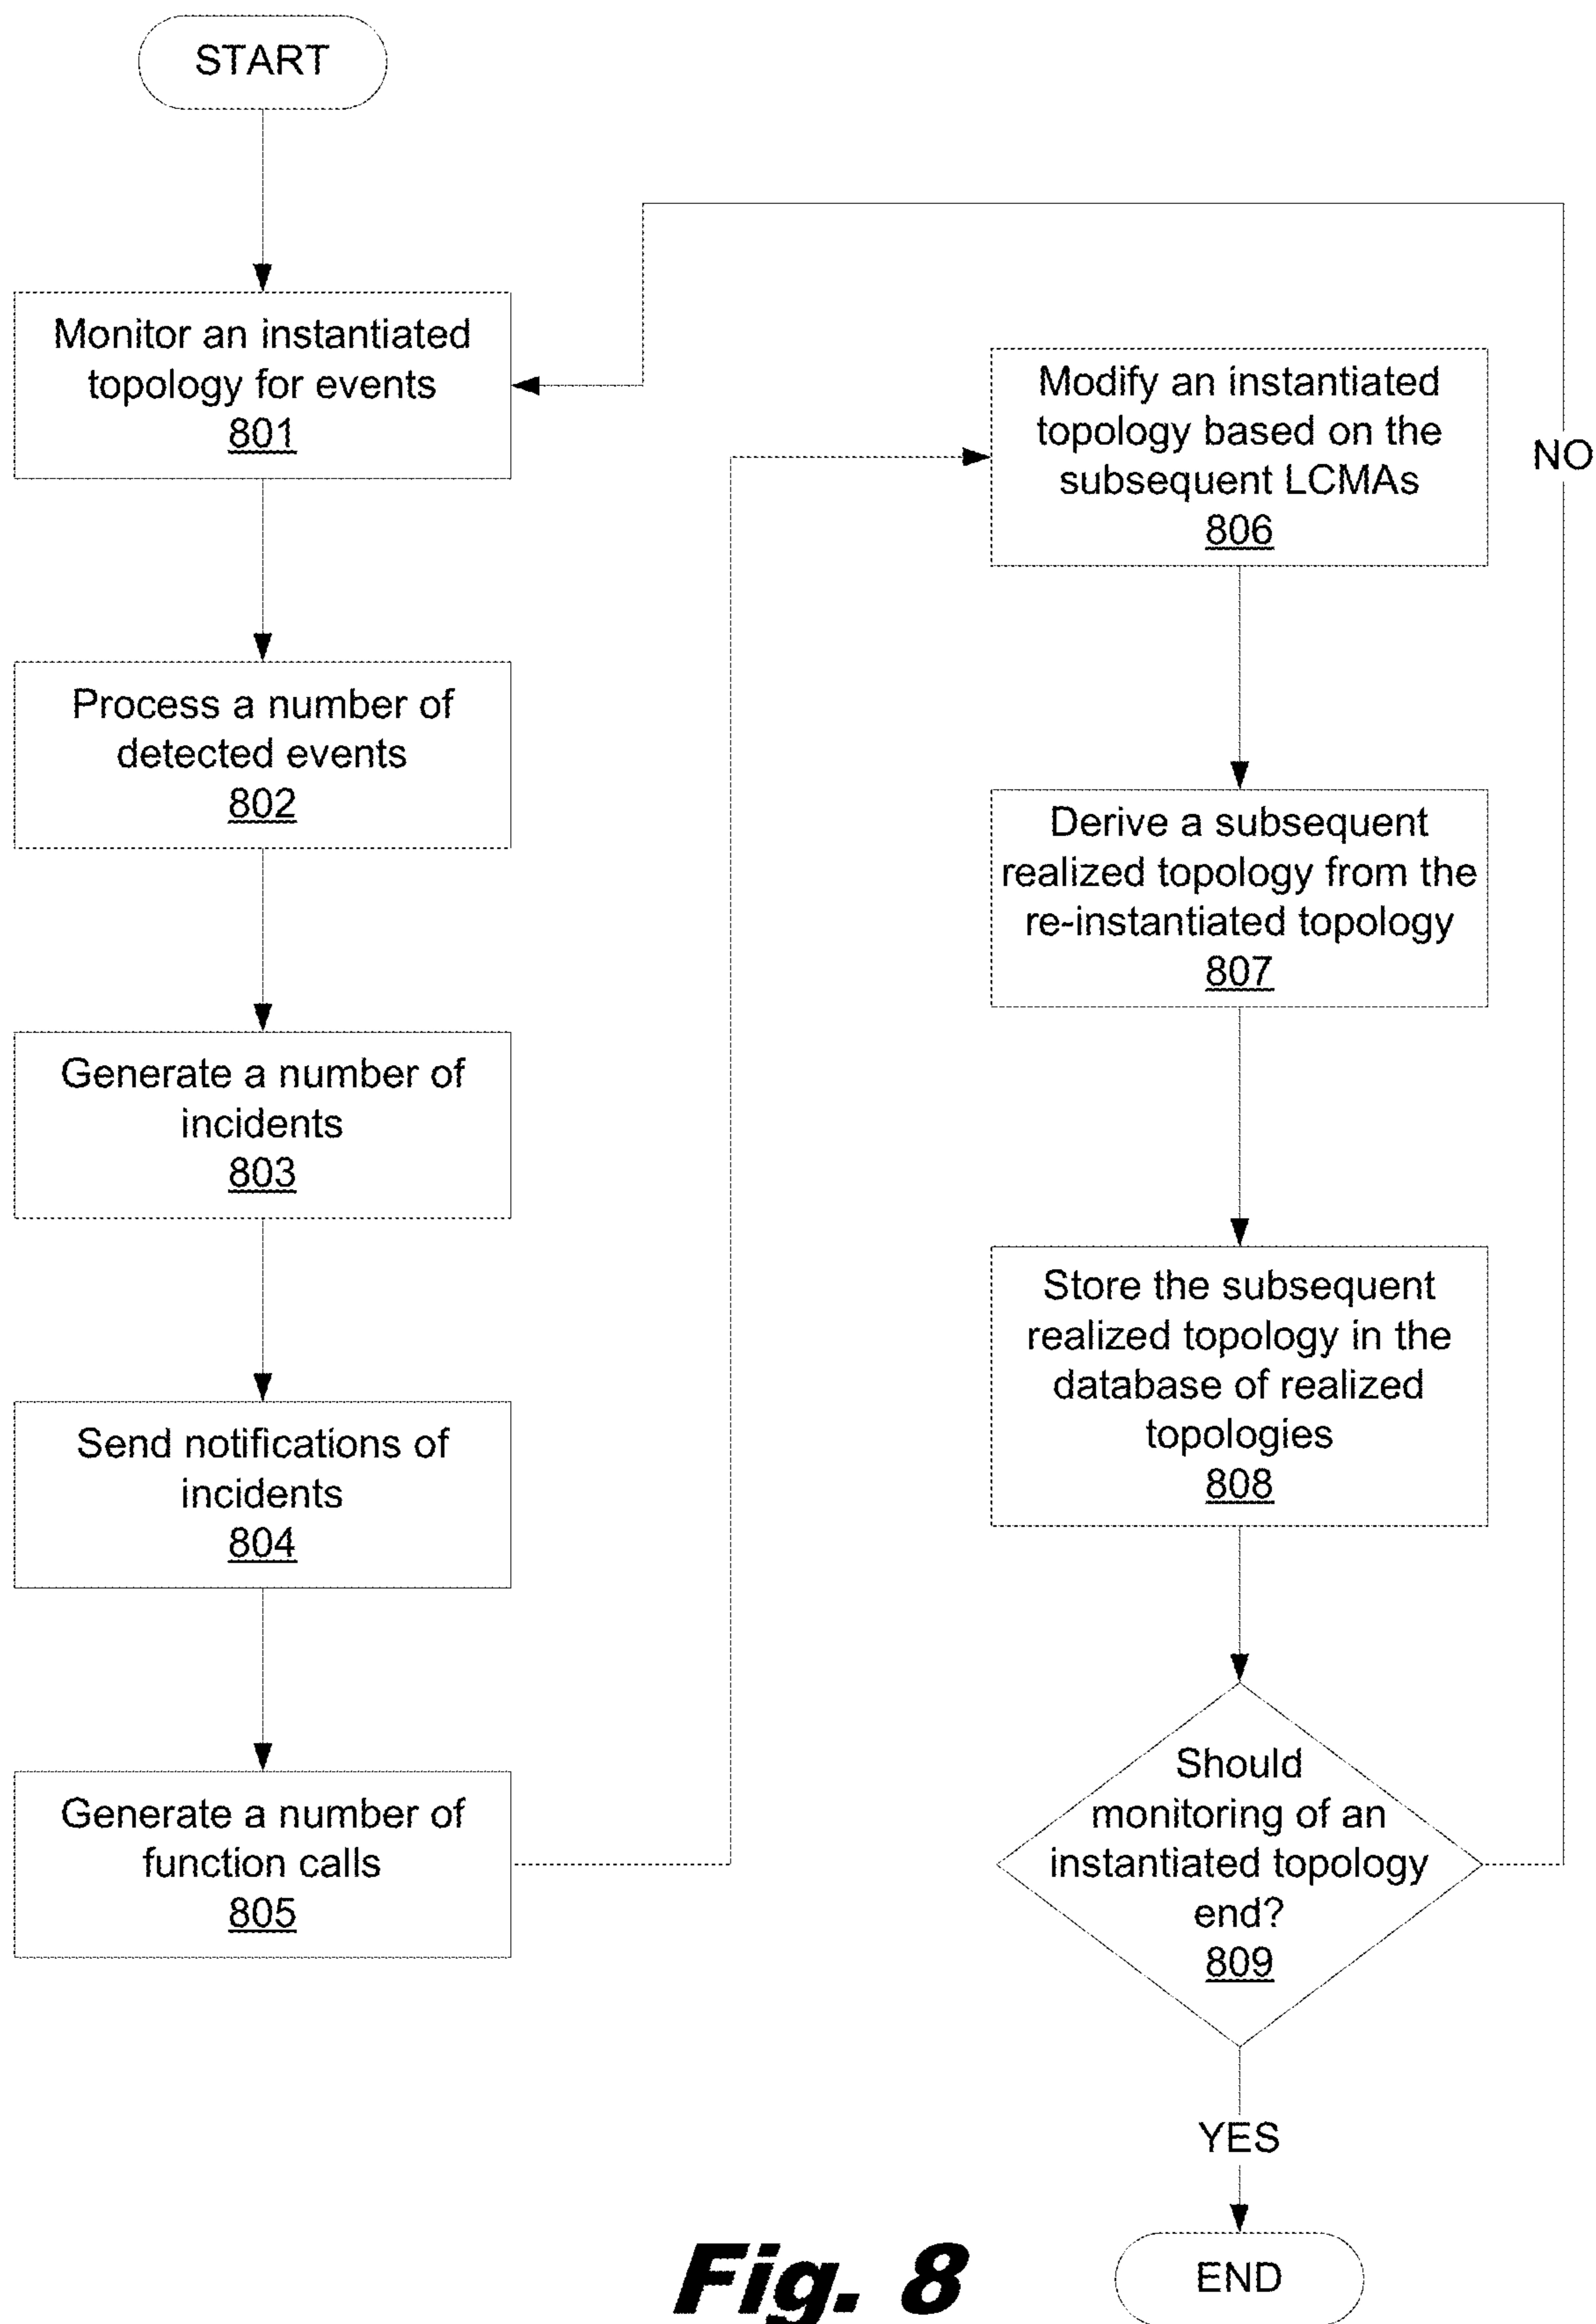 START
Monitor an instantiated
topology for events
801
Process a number of
detected events
802
Generate a number of
incidents
803
Send notifications of
incidents
804
Generate a number of
function calls
805
Modify an instantiated
topology based on the
subsequent LCMAs
806
NO
Derive a subsequent
realized topology from the
re-instantiated topology
807
Store the subsequent
realized topology in the
database of realized
topologies
808
Should
monitoring of an
instantiated topology
end?
809
YES
END
Fig. 8